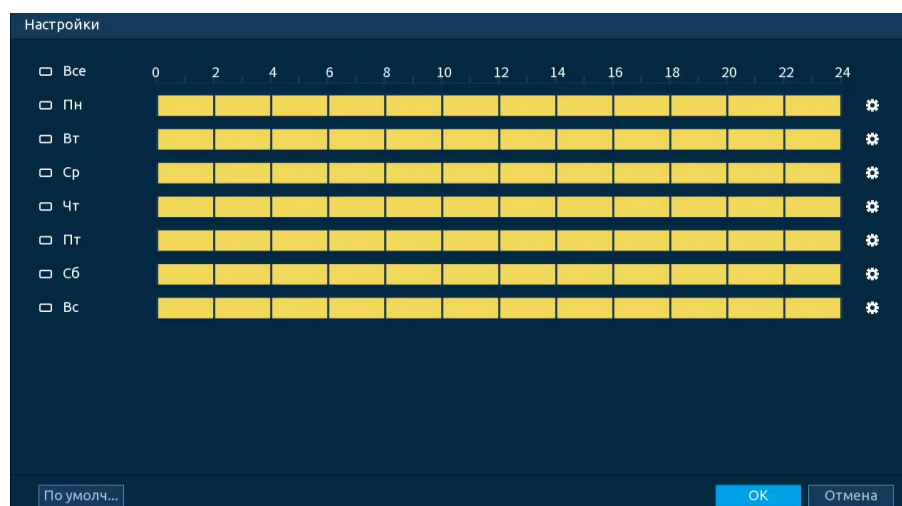 Настройки
Все 0 2 4 6 8 10 12 14 16 18 20 22 24
Пн
Вт
Ср
Чт
Пт
Сб
Вс
По умолч... OK Отмена